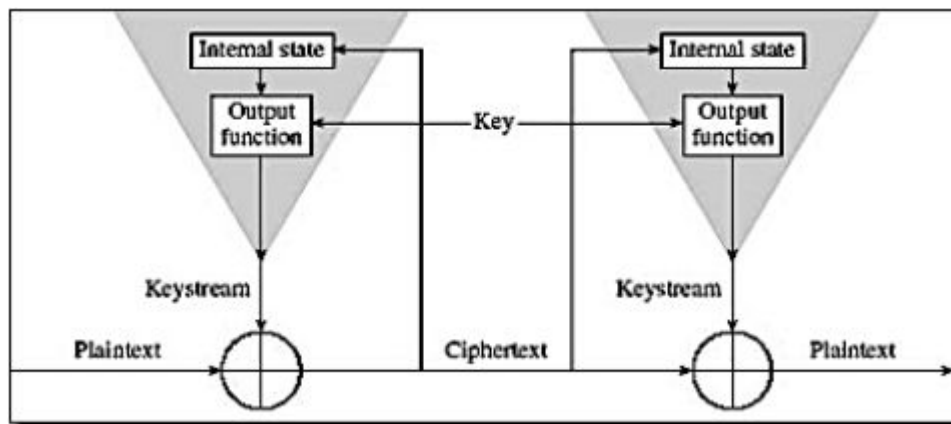 Internal state
Internal state
Output
function
Key
Output
function
Keystream
Keystream
Plaintext
Ciphertext
Plaintext